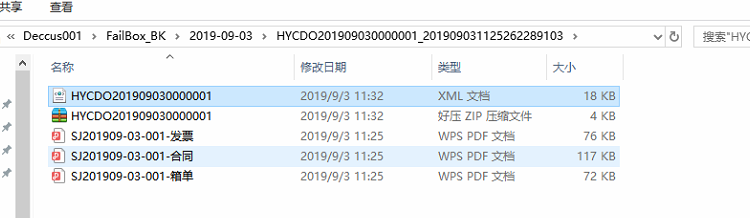 共享 查看
« Deccus001 › FailBox_BK › 2019-09-03 › HYCDO201909030000001_201909031125262289103 › 搜索"HYC
名称 修改日期 类型 大小
HYCDO201909030000001 2019/9/3 11:32 XML 文档 18 KB
HYCDO201909030000001 2019/9/3 11:32 好压 ZIP 压缩文件 4 KB
SJ201909-03-001-发票 2019/9/3 11:25 WPS PDF 文档 76 KB
SJ201909-03-001-合同 2019/9/3 11:25 WPS PDF 文档 117 KB
SJ201909-03-001-箱单 2019/9/3 11:25 WPS PDF 文档 72 KB